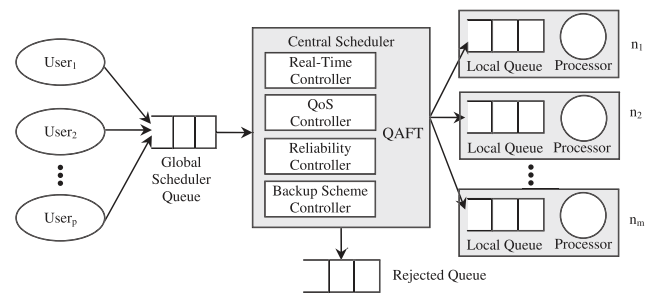 User1
User2
Userp
Global
Scheduler
Queue
Central Scheduler
Real-Time
Controller
QoS
Controller
Reliability
Controller
Backup Scheme
Controller
QAFT
Rejected Queue
Local Queue
Processor
n1
Local Queue
Processor
n2
Local Queue
Processor
nm